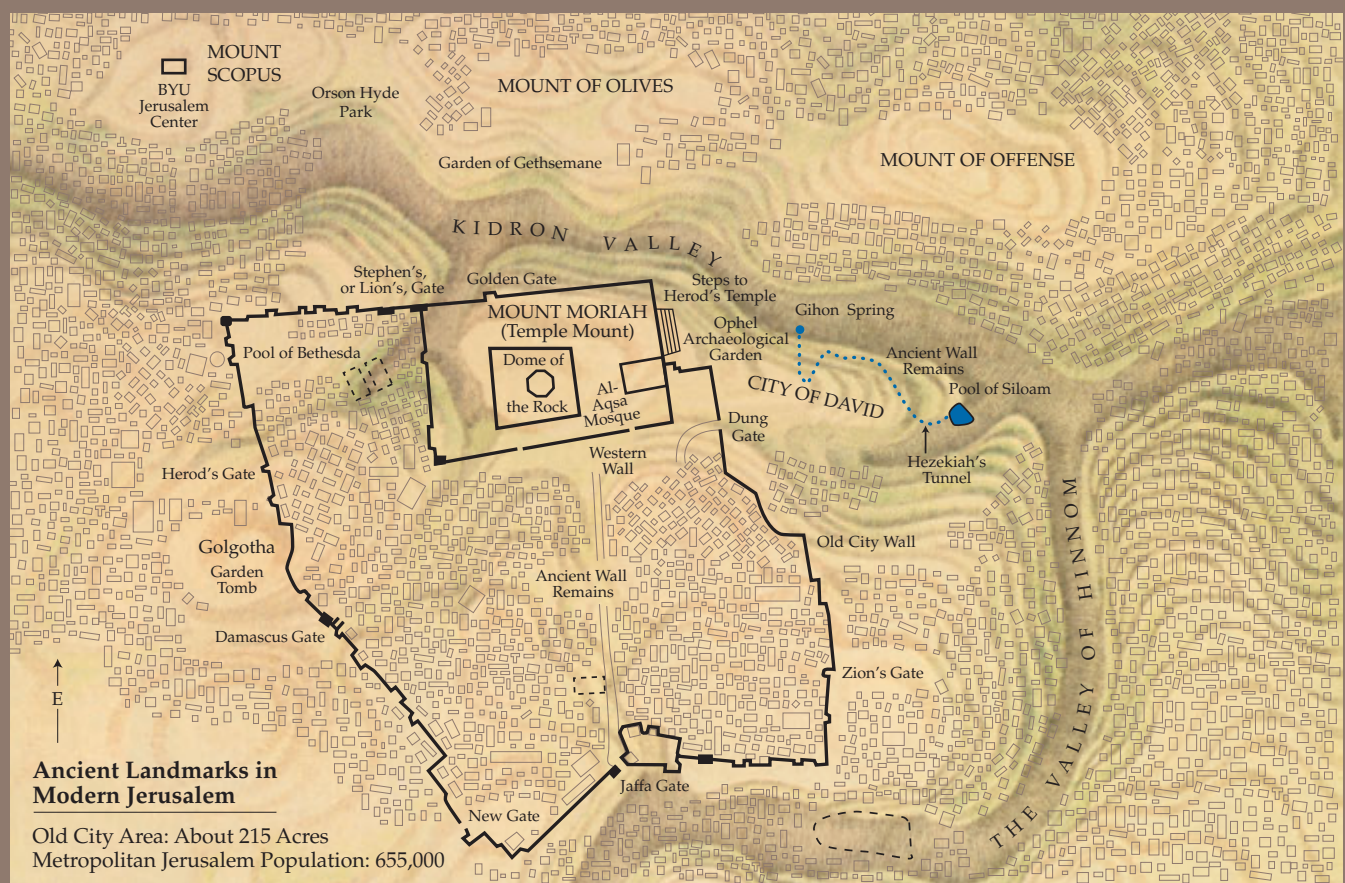 MOUNT
SCOPUS
BYU
Jerusalem
Center
Orson Hyde
Park
MOUNT OF OLIVES
Garden of Gethsemane
MOUNT OF OFFENSE
KIDRON VALLEY
Stephen's,
or Lion's, Gate
Golden Gate
Steps to
Herod's Temple
MOUNT MORIAH
(Temple Mount)
Gihon Spring
Ophel
Archaeological
Garden
Pool of Bethesda
Dome of
the Rock
Al-
Aqsa
Mosque
Ancient Wall
Remains
CITY OF DAVID
Pool of Siloam
Dung
Gate
Western
Wall
Herod's Gate
Hezekiah's
Tunnel
Golgotha
Garden
Tomb
Old City Wall
Ancient Wall
Remains
Damascus Gate
Zion's Gate
THE VALLEY OF HINNOM
E
Jaffa Gate
New Gate
Ancient Landmarks in
Modern Jerusalem
Old City Area: About 215 Acres
Metropolitan Jerusalem Population: 655,000